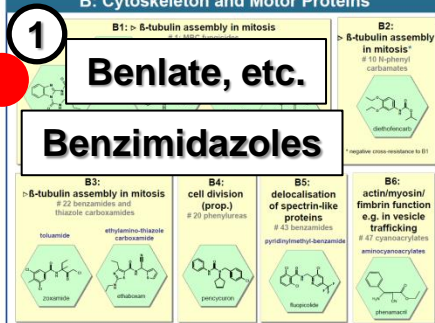 B: Cytoskeleton and Motor Proteins
1
B1: ▹ ß-tubulin assembly in mitosis
Benlate, etc.
Benzimidazoles
B2:
▹ ß-tubulin assembly
in mitosis*
# 10 N-phenyl
carbamates
diethofencarb
* negative cross-resistance to B1
B3:
▹ß-tubulin assembly in mitosis
# 22 benzamides and
thiazole carboxamides
toluamide
ethylamino-thiazole
carboxamide
zoxamide
ethaboxam
B4:
cell division
(prop.)
# 20 phenylureas
pencycuron
B5:
delocalisation
of spectrin-like
proteins
# 43 benzamides
pyridinylmethyl-benzamide
fluopicolide
B6:
actin/myosin/
fimbrin function
e.g. in vesicle
trafficking
# 47 cyanoacrylates
aminocyanoacrylates
phenamacril